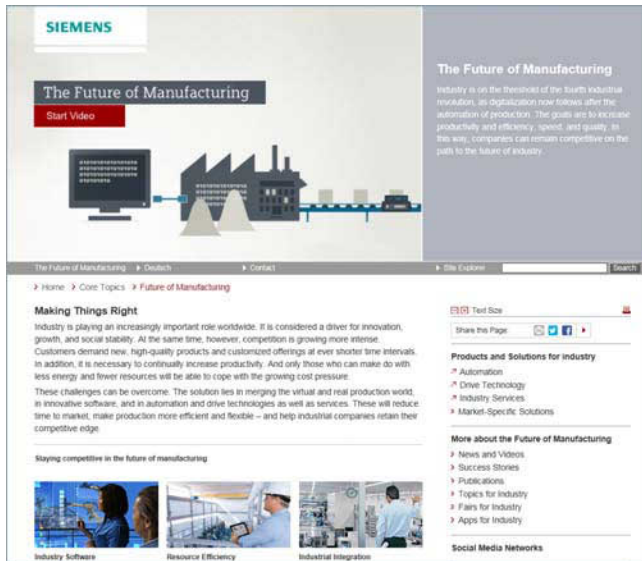 SIEMENS
The Future of Manufacturing
Start Video
The Future of Manufacturing
Industry is on the threshold of the fourth industrial
revolution, as digitalization now follows after the
automation of production. The goals are to increase
productivity and efficiency, speed, and quality. In
this way, companies can remain competitive on the
path to the future of industry.
The Future of Manufacturing Deutsch Contact Site Explorer Search
Home Core Topics Future of Manufacturing
Making Things Right
Industry is playing an increasingly important role worldwide. It is considered a driver for innovation,
growth, and social stability. At the same time, however, competition is growing more intense.
Customers demand new, high-quality products and customized offerings at ever shorter time intervals.
In addition, it is necessary to continually increase productivity. And only those who can make do with
less energy and fewer resources will be able to cope with the growing cost pressure.
These challenges can be overcome. The solution lies in merging the virtual and real production world,
in innovative software, and in automation and drive technologies as well as services. These will reduce
time to market, make production more efficient and flexible – and help industrial companies retain their
competitive edge.
Staying competitive in the future of manufacturing
Industry Software
Resource Efficiency
Industrial Integration
Text Size
Share this Page
Products and Solutions for industry
Automation
Drive Technology
Industry Services
Market-Specific Solutions
More about the Future of Manufacturing
News and Videos
Success Stories
Publications
Topics for Industry
Fairs for Industry
Apps for Industry
Social Media Networks